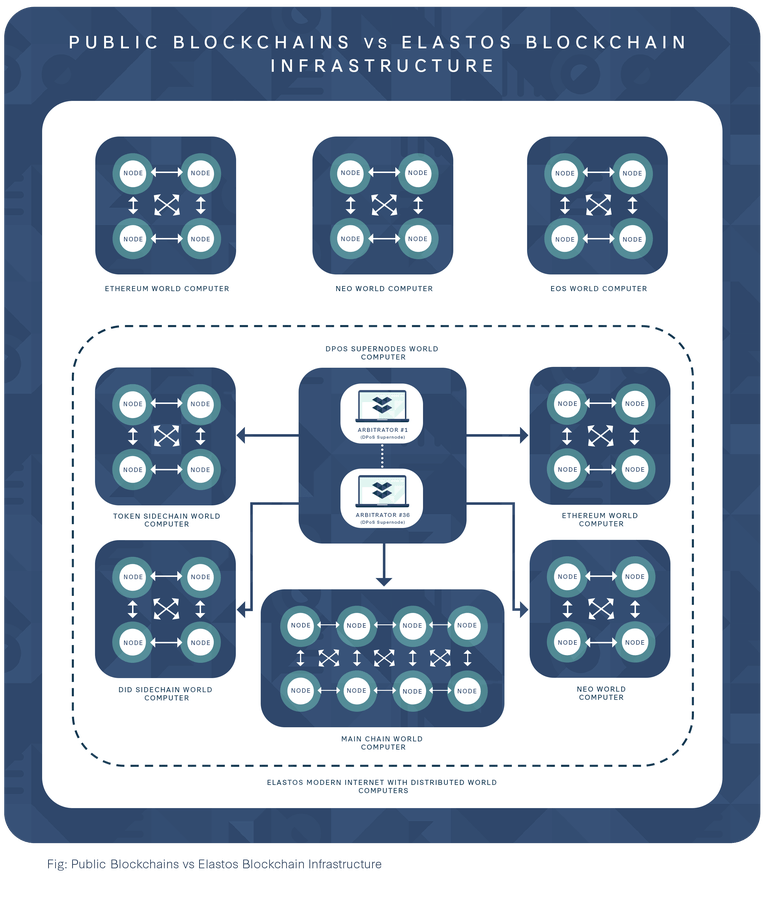 PUBLIC BLOCKCHAINS VS ELASTOS BLOCKCHAIN
INFRASTRUCTURE
NODE NODE
NODE NODE
ETHEREUM WORLD COMPUTER
NODE NODE
NODE NODE
NEO WORLD COMPUTER
NODE NODE
NODE NODE
EOS WORLD COMPUTER
DPOS SUPERNODES WORLD
COMPUTER
ARBITRATOR #1
(DPoS Supernode)
ARBITRATOR #36
(DPoS Supernode)
NODE NODE
NODE NODE
TOKEN SIDECHAIN WORLD
COMPUTER
NODE NODE
NODE NODE
ETHEREUM WORLD
COMPUTER
NODE NODE
NODE NODE
DID SIDECHAIN WORLD
COMPUTER
NODE NODE NODE NODE
NODE NODE NODE NODE
MAIN CHAIN WORLD
COMPUTER
NODE NODE
NODE NODE
NEO WORLD
COMPUTER
ELASTOS MODERN INTERNET WITH DISTRIBUTED WORLD
COMPUTERS
Fig: Public Blockchains vs Elastos Blockchain Infrastructure